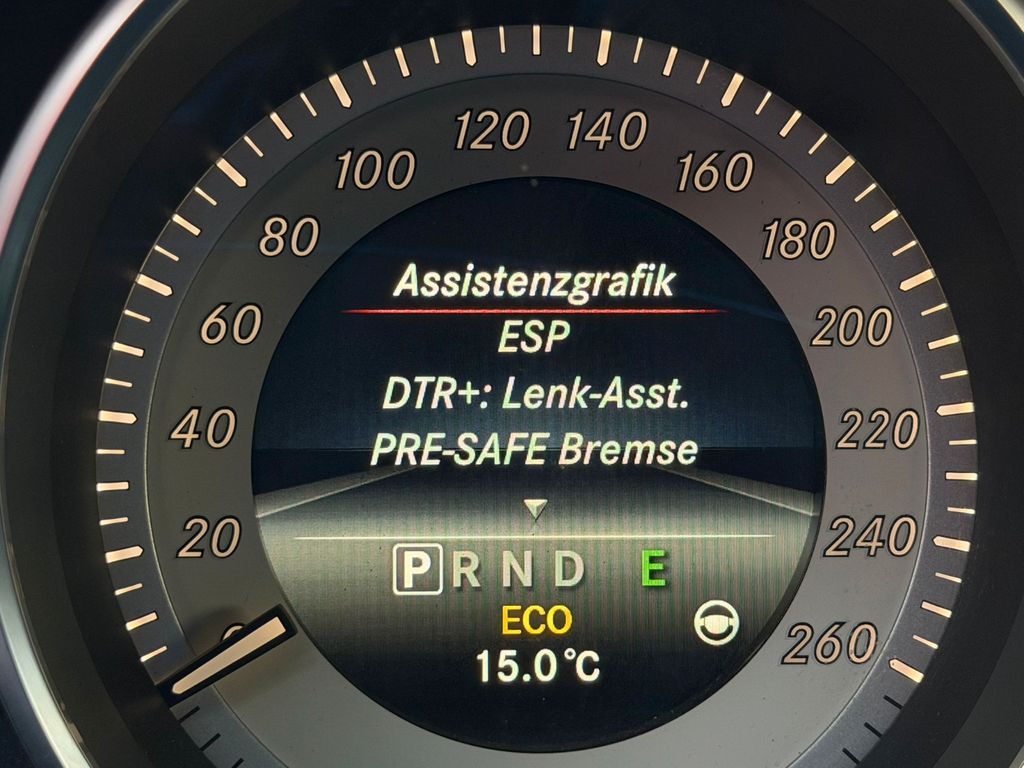 120 140
100 160
80 180
Assistenzgrafik
60 ESP 200
DTR+: Lenk-Asst.
40 220
PRE-SAFE Bremse
20 240
P R N D E
ECO
260
15.0°C